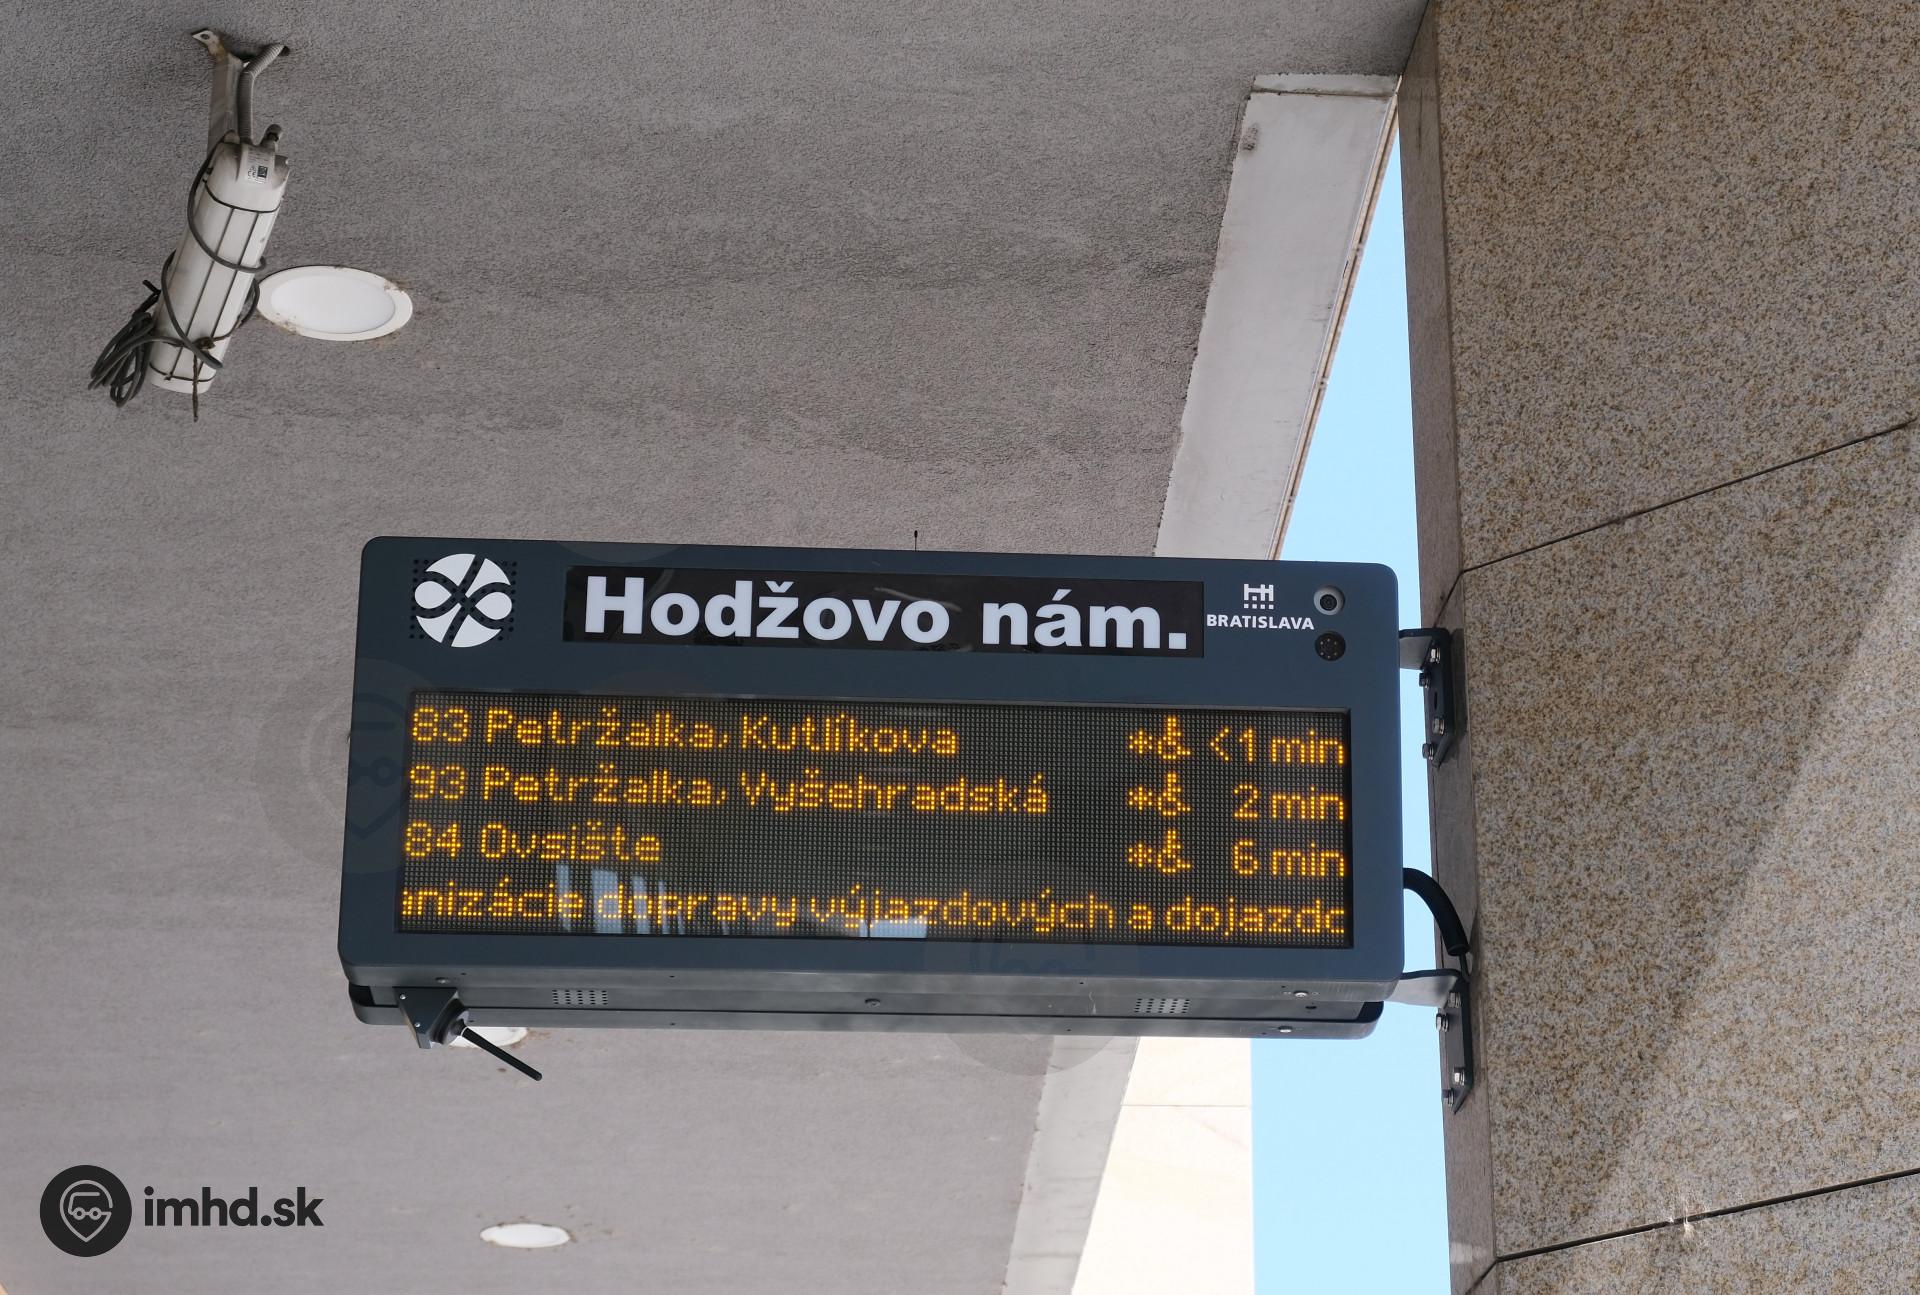 Hodžovo nám.
BRATISLAVA
83 Petržalka, Kutlíkova <1 min
93 Petržalka, Vyšehradská 2 min
84 Ovsište 6 min
anizácie dopravy výjazdových a dojazdo
imhd.sk